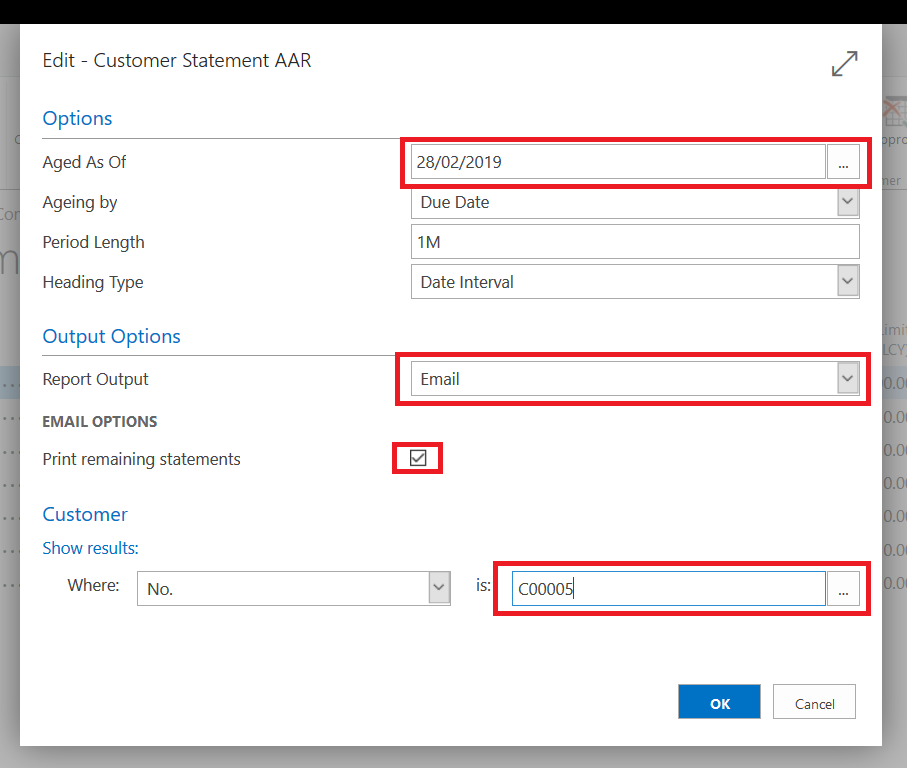 Edit - Customer Statement AAR
Options
Aged As Of 28/02/2019 ...
Ageing by Due Date
Period Length 1M
Heading Type Date Interval
Output Options
Report Output Email
EMAIL OPTIONS
Print remaining statements
Customer
Show results:
Where: No. is: C00005 ...
OK Cancel